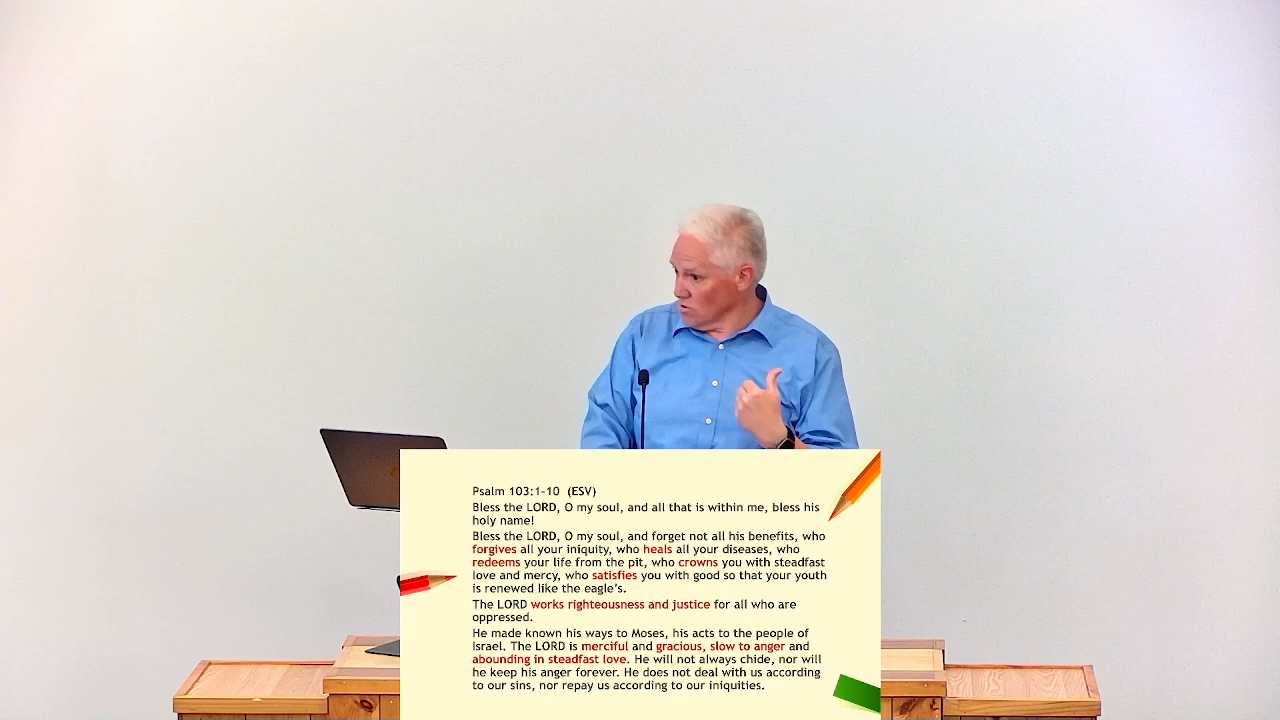 Psalm 103:1-10 (ESV)
Bless the LORD, O my soul, and all that is within me, bless his
holy name!
Bless the LORD, O my soul, and forget not all his benefits, who
forgives all your iniquity, who heals all your diseases, who
redeems your life from the pit, who crowns you with steadfast
love and mercy, who satisfies you with good so that your youth
is renewed like the eagle's.
The LORD works righteousness and justice for all who are
oppressed.
He made known his ways to Moses, his acts to the people of
Israel. The LORD is merciful and gracious, slow to anger and
abounding in steadfast love. He will not always chide, nor will
he keep his anger forever. He does not deal with us according
to our sins, nor repay us according to our iniquities.